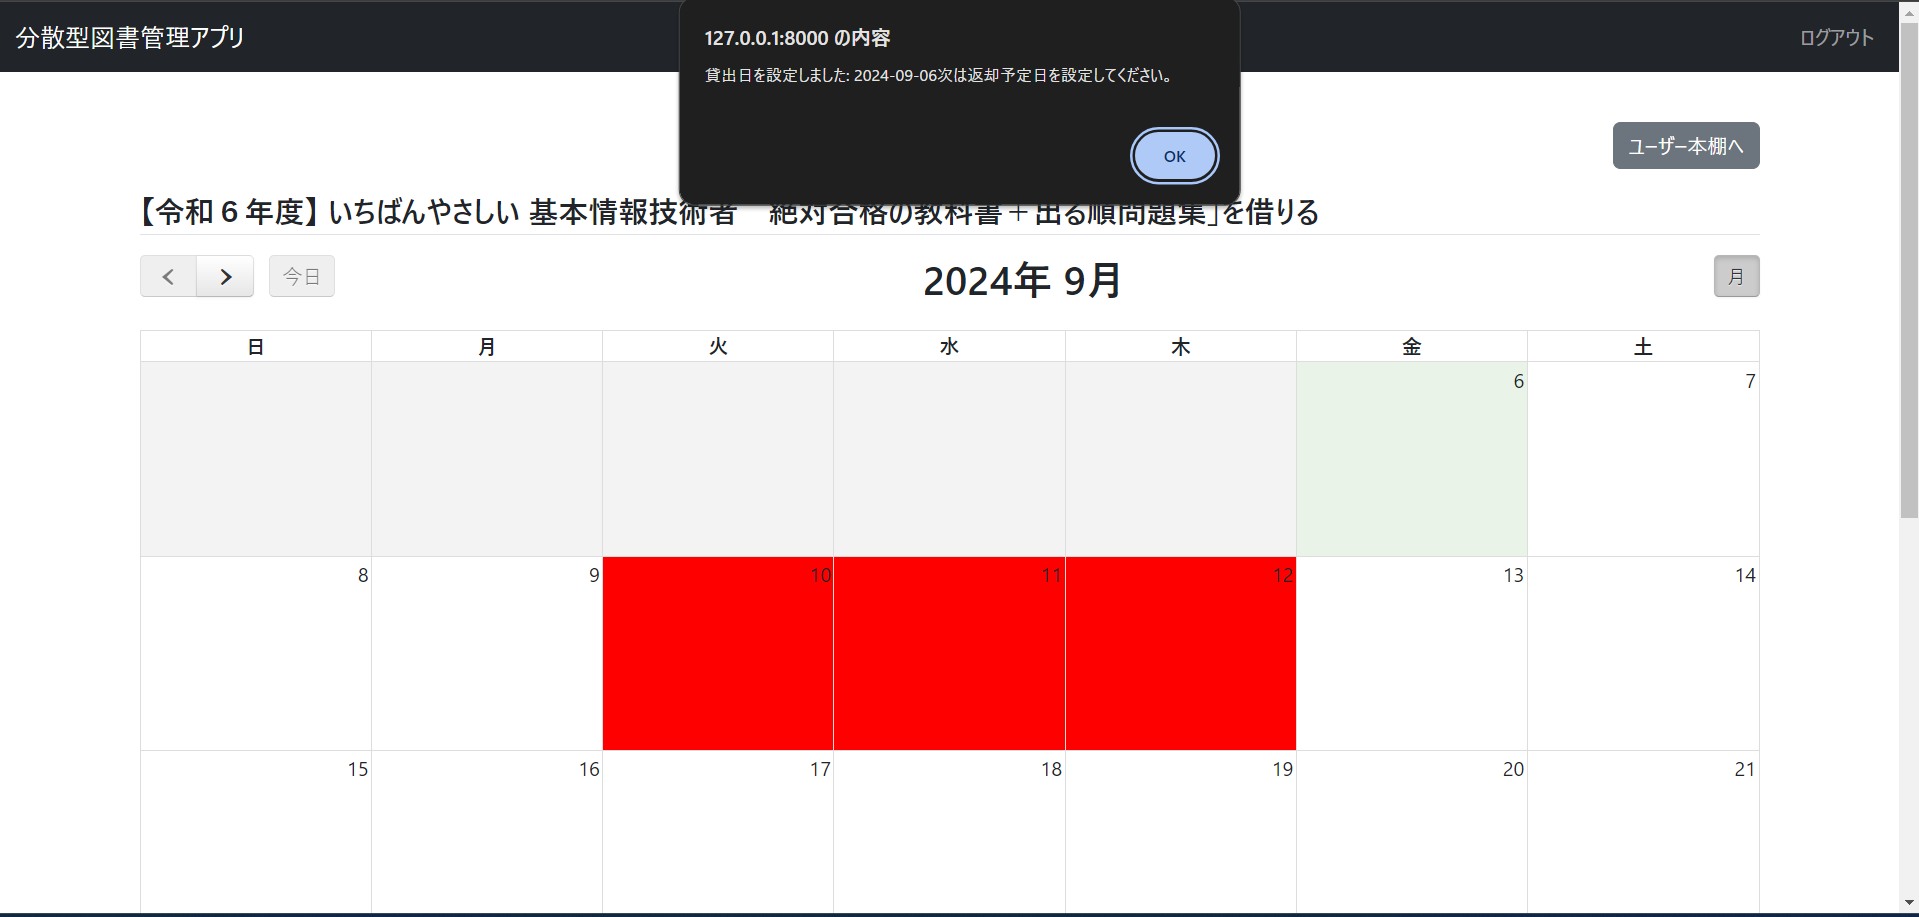 分散型図書管理アプリ
ログアウト
127.0.0.1:8000 の内容
貸出日を設定しました: 2024-09-06次は返却予定日を設定してください。
OK
ユーザー本棚へ
【令和６年度】 いちばんやさしい 基本情報技術者　絶対合格の教科書＋出る順問題集」を借りる
今日
2024年 9月
月
日 月 火 水 木 金 土
6 7
8 9 10 11 12 13 14
15 16 17 18 19 20 21